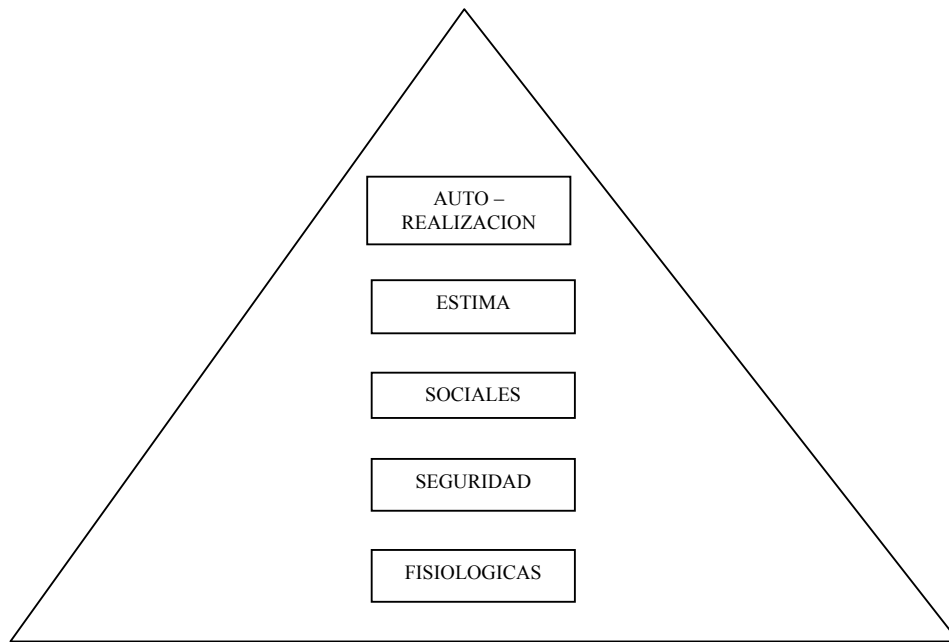 AUTO –
REALIZACION
ESTIMA
SOCIALES
SEGURIDAD
FISIOLOGICAS